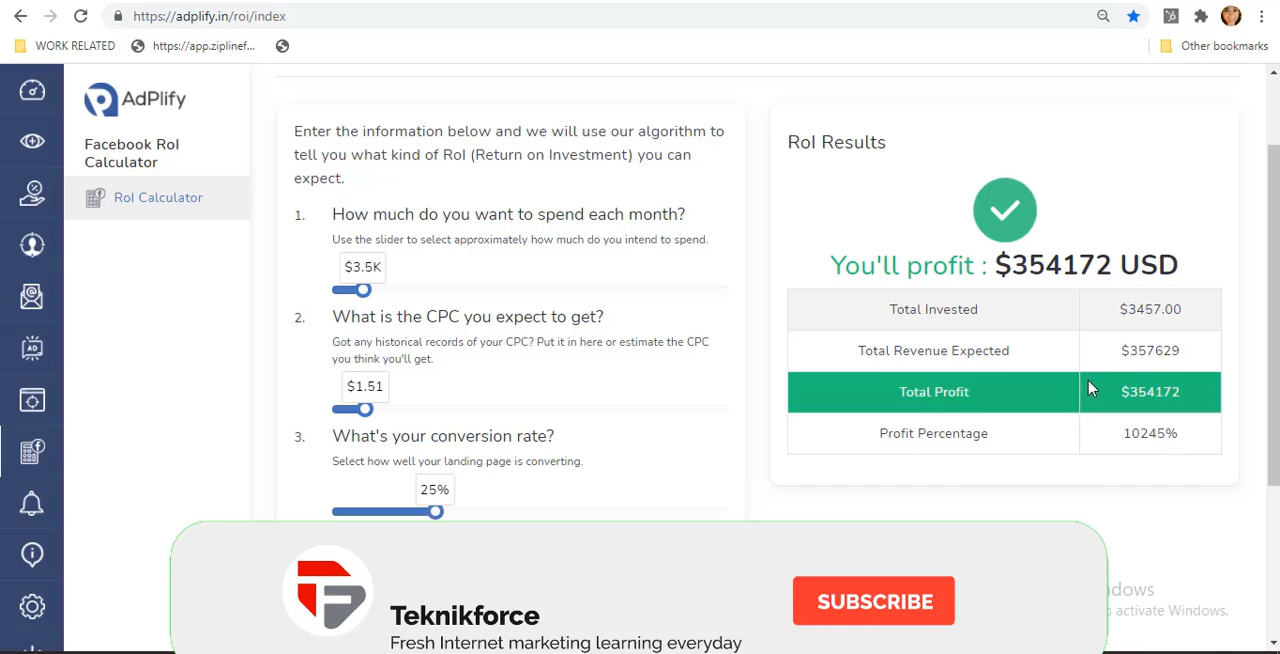 https://adplify.in/roi/index
WORK RELATED
https://app.ziplinef...
Other bookmarks
AdPlify
Facebook RoI
Calculator
RoI Calculator
Enter the information below and we will use our algorithm to
tell you what kind of RoI (Return on Investment) you can
expect.
1. How much do you want to spend each month?
Use the slider to select approximately how much do you intend to spend.
$3.5K
2. What is the CPC you expect to get?
Got any historical records of your CPC? Put it in here or estimate the CPC
you think you'll get.
$1.51
3. What's your conversion rate?
Select how well your landing page is converting.
25%
RoI Results
You'll profit : $354172 USD
Total Invested $3457.00
Total Revenue Expected $357629
Total Profit $354172
Profit Percentage 10245%
AD
Teknikforce
Fresh Internet marketing learning everyday
SUBSCRIBE
activate Windows.